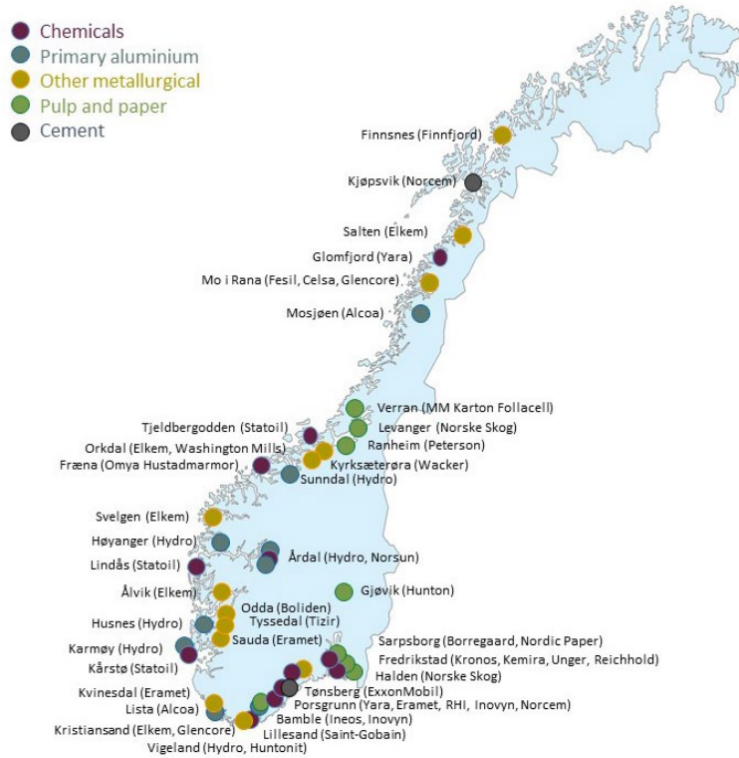 Chemicals
Primary aluminium
Other metallurgical
Pulp and paper
Cement
Finnsnes (Finnfjord)
Kjøpsvik (Norcem)
Salten (Elkem)
Glomfjord (Yara)
Mo i Rana (Fesil, Celsa, Glencore)
Mosjøen (Alcoa)
Verran (MM Karton Follacell)
Tjeldbergodden (Statoil)
Levanger (Norske Skog)
Orkdal (Elkem, Washington Mills)
Ranheim (Peterson)
Fræna (Omya Hustadmarmor)
Kyrksæterøra (Wacker)
Sunndal (Hydro)
Svelgen (Elkem)
Høyanger (Hydro)
Årdal (Hydro, Norsun)
Lindås (Statoil)
Ålvik (Elkem)
Gjøvik (Hunton)
Odda (Boliden)
Husnes (Hydro)
Tyssedal (Tizir)
Sauda (Eramet)
Sarpsborg (Borregaard, Nordic Paper)
Karmøy (Hydro)
Fredrikstad (Kronos, Kemira, Unger, Reichhold)
Kårstø (Statoil)
Halden (Norske Skog)
Kvinesdal (Eramet)
Tønsberg (ExxonMobil)
Lista (Alcoa)
Porsgrunn (Yara, Eramet, RHI, Inovyn, Norcem)
Bamble (Ineos, Inovyn)
Kristiansand (Elkem, Glencore)
Lillesand (Saint-Gobain)
Vigeland (Hydro, Huntonit)